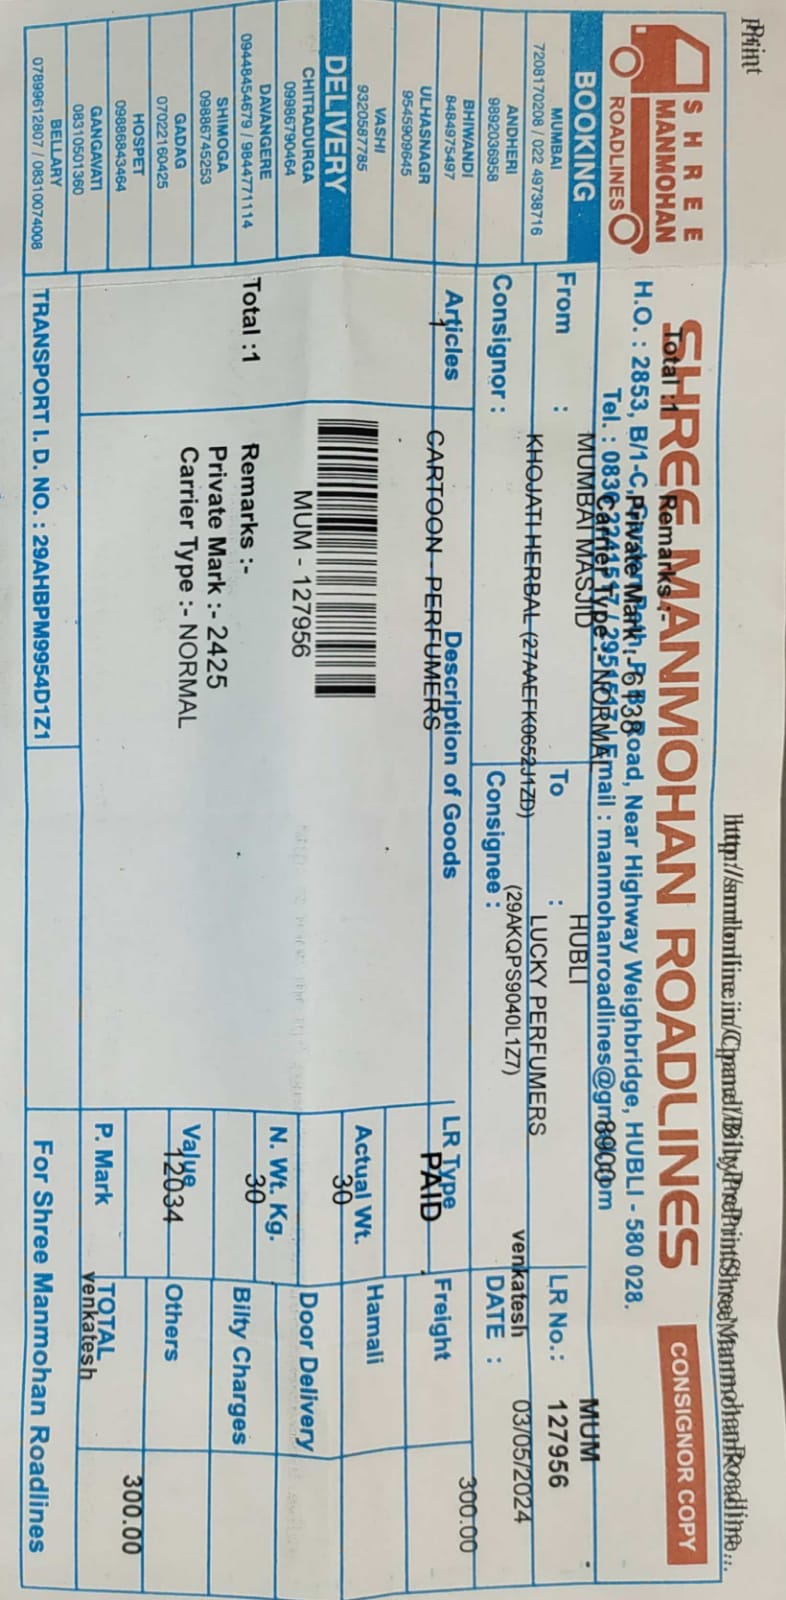 Print
http://smrlonline.in/Cpanel/BiltyPrePrintShreeManmohanRoadline...
SHREE
MANMOHAN
ROADLINES
SHREE MANMOHAN ROADLINES
CONSIGNOR COPY
Total :1
Remarks :-
H.O. : 2853, B/1-C, Road, Near Highway Weighbridge, HUBLI - 580 028.
Private Mark :- 6138
Tel. : Email : manmohanroadlines@gm
Carrier Type :- NORMAL
8900
BOOKING
MUMBAI
7208170208 / 022 49738716
ANDHERI
9892036958
BHIWANDI
8484975497
ULHASNAGR
9545909645
VASHI
9320587785
DELIVERY
CHITRADURGA
09986790464
DAVANGERE
09448454679 / 9844771114
SHIMOGA
09886745253
GADAG
07022160425
HOSPET
09986843464
GANGAVATI
08310501360
BELLARY
07899612807 / 08310074008
From : MUMBAI MASJID
To : HUBLI
LR No.: MUM 127956
Consignor : KHOJATI HERBAL (27AAEFK0652J1ZD)
Consignee : LUCKY PERFUMERS
(29AKQPS9040L1Z7)
venkatesh
DATE : 03/05/2024
Articles
Description of Goods
LR Type
Freight
300.00
1
CARTOON - PERFUMERS
PAID
Actual Wt.
30
Hamali
MUM - 127956
Door Delivery
N. Wt. Kg.
30
Bilty Charges
Total :1
Remarks :-
Private Mark :- 2425
Carrier Type :- NORMAL
Value
12034
Others
P. Mark
TOTAL
300.00
venkatesh
TRANSPORT I. D. NO. : 29AHBPM9954D1Z1
For Shree Manmohan Roadlines